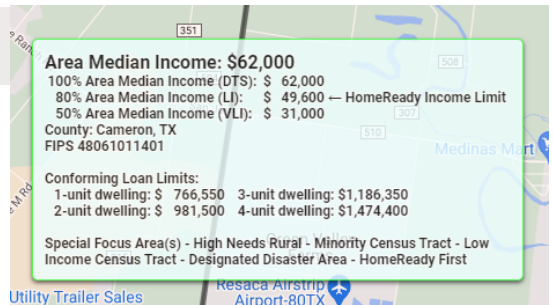 351
e Ranc
Area Median Income: $62,000
100% Area Median Income (DTS): $ 62,000
508
80% Area Median Income (LI): $ 49,600 ← HomeReady Income Limit
50% Area Median Income (VLI): $ 31,000
307
County: Cameron, TX
510
FIPS 48061011401
Medinas Mart
Conforming Loan Limits:
1-unit dwelling: $ 766,550 3-unit dwelling: $1,186,350
2-unit dwelling: $ 981,500 4-unit dwelling: $1,474,400
M Rd
Special Focus Area(s) - High Needs Rural - Minority Census Tract - Low
Income Census Tract - Designated Disaster Area - HomeReady First
Resaca Airstrip
Airport-80TX
Utility Trailer Sales